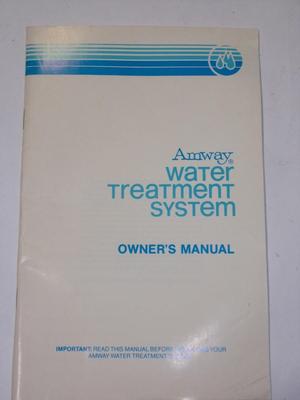 Amway®
WATER
TREATMENT
SYSTEM
OWNER'S MANUAL
IMPORTANT: READ THIS MANUAL BEFORE YOUR
AMWAY WATER TREATMENT